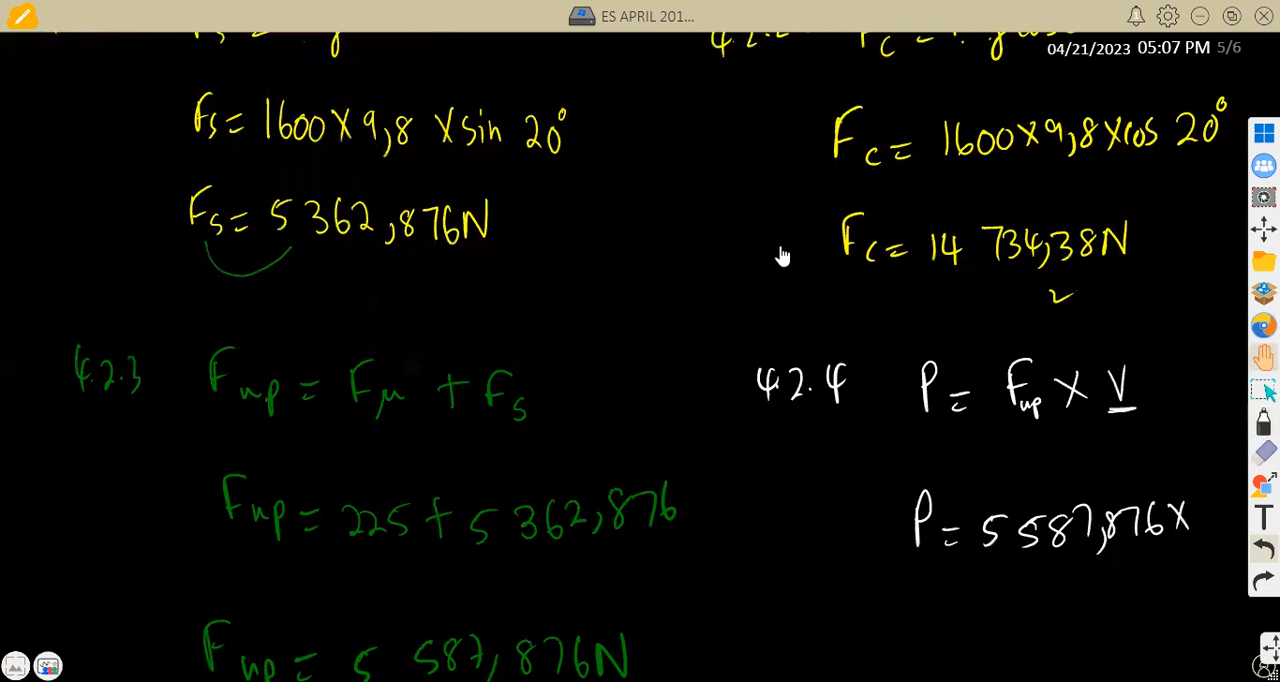 ES APRIL 201...
04/21/2023 05:07 PM 5/6
Fs = 1600 × 9,8 × sin 20°
Fs = 5 362,876N
4.2.3 Fup = Fμ + Fs
Fup = 225 + 5 362,876
Fup = 5 587,876N
Fc = 1600×9,8×cos 20°
Fc = 14 734,38N
4.2.4 P = Fup × V
P = 5 587,876×